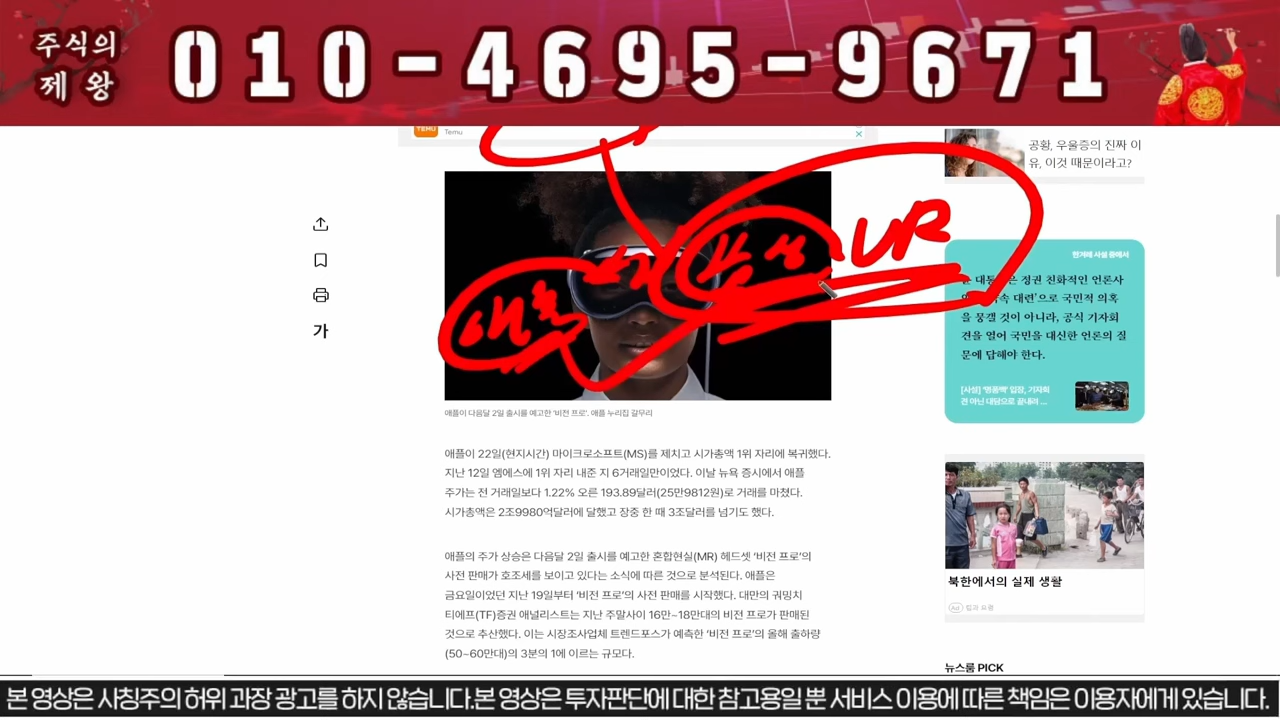 주식의
제왕
010-4695-9671
TEMU
Temu
공황, 우울증의 진짜 이
유, 이것 때문이라고?
애플
UR
한겨레 사설 중에서
대통
은 정권 친화적인 언론사
속 대련’으로 국민적 의혹
을 뭉갤 것이 아니라, 공식 기자회
견을 열어 국민을 대신한 언론의 질
문에 답해야 한다.
[사설] ‘명품백’ 입장, 기자회
견 아닌 대담으로 끝내려 ...
가
애플이 다음달 2일 출시를 예고한 ‘비전 프로’. 애플 누리집 갈무리
애플이 22일(현지시간) 마이크로소프트(MS)를 제치고 시가총액 1위 자리에 복귀했다.
지난 12일 엠에스에 1위 자리 내준 지 6거래일만이었다. 이날 뉴욕 증시에서 애플
주가는 전 거래일보다 1.22% 오른 193.89달러(25만9812원)로 거래를 마쳤다.
시가총액은 2조9980억달러에 달했고 장중 한 때 3조달러를 넘기도 했다.
애플의 주가 상승은 다음달 2일 출시를 예고한 혼합현실(MR) 헤드셋 ‘비전 프로’의
사전 판매가 호조세를 보이고 있다는 소식에 따른 것으로 분석된다. 애플은
금요일이었던 지난 19일부터 ‘비전 프로’의 사전 판매를 시작했다. 대만의 궈밍치
티에프(TF)증권 애널리스트는 지난 주말사이 16만~18만대의 비전 프로가 판매된
것으로 추산했다. 이는 시장조사업체 트렌드포스가 예측한 ‘비전 프로’의 올해 출하량
(50~60만대)의 3분의 1에 이르는 규모다.
북한에서의 실제 생활
Ad
뉴스룸 PICK
본 영상은 사칭주의 허위 과장 광고를 하지 않습니다.본 영상은 투자판단에 대한 참고용일 뿐 서비스 이용에 따른 책임은 이용자에게 있습니다.